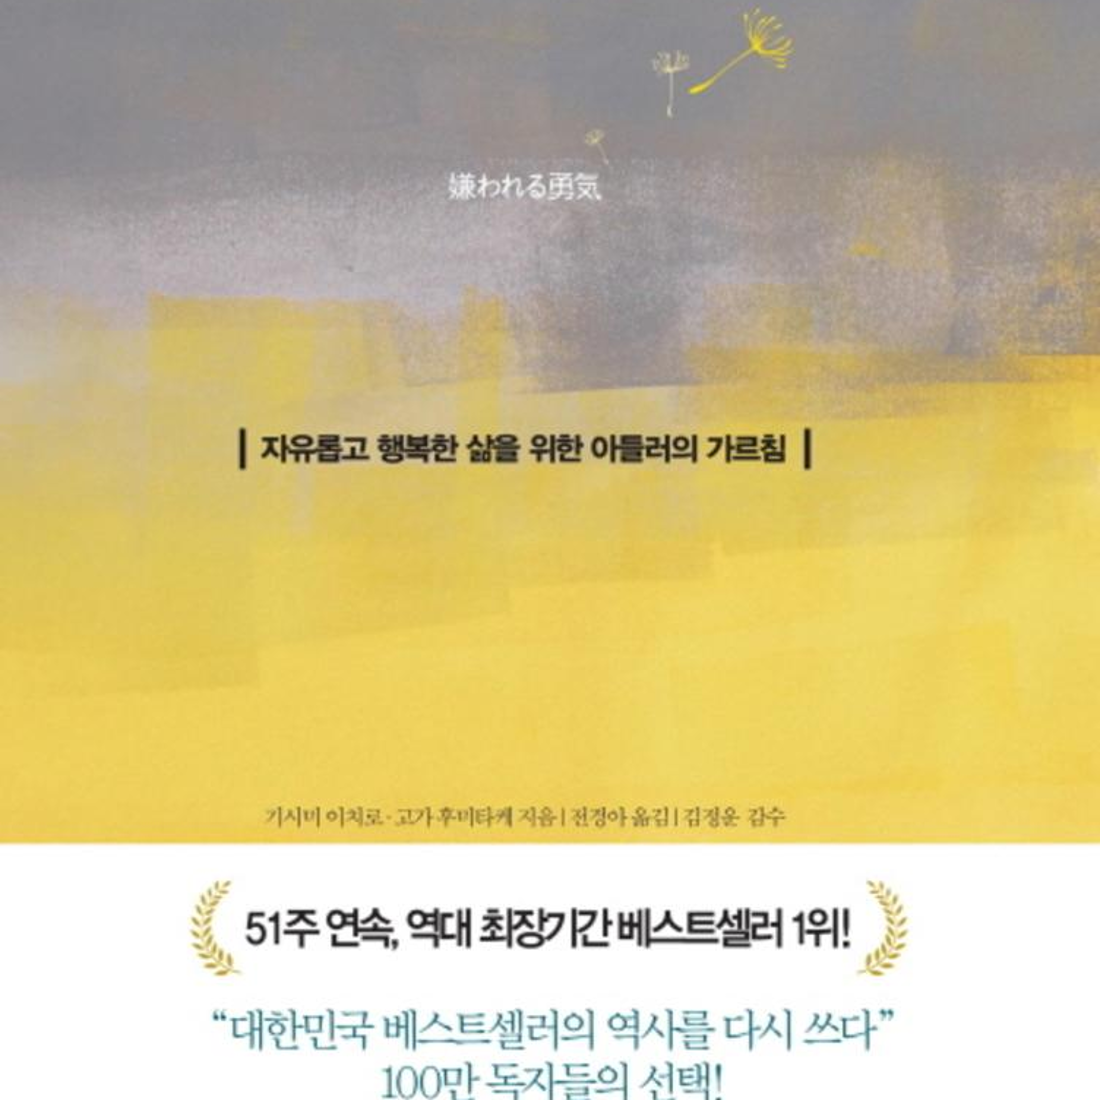 嫌われる勇気
| 자유롭고 행복한 삶을 위한 아들러의 가르침 |
기시미 이치로·고가 후미타케 지음 | 전경아 옮김 | 김정운 감수
51주 연속, 역대 최장기간 베스트셀러 1위!
“대한민국 베스트셀러의 역사를 다시 쓰다”
100만 독자들의 선택!